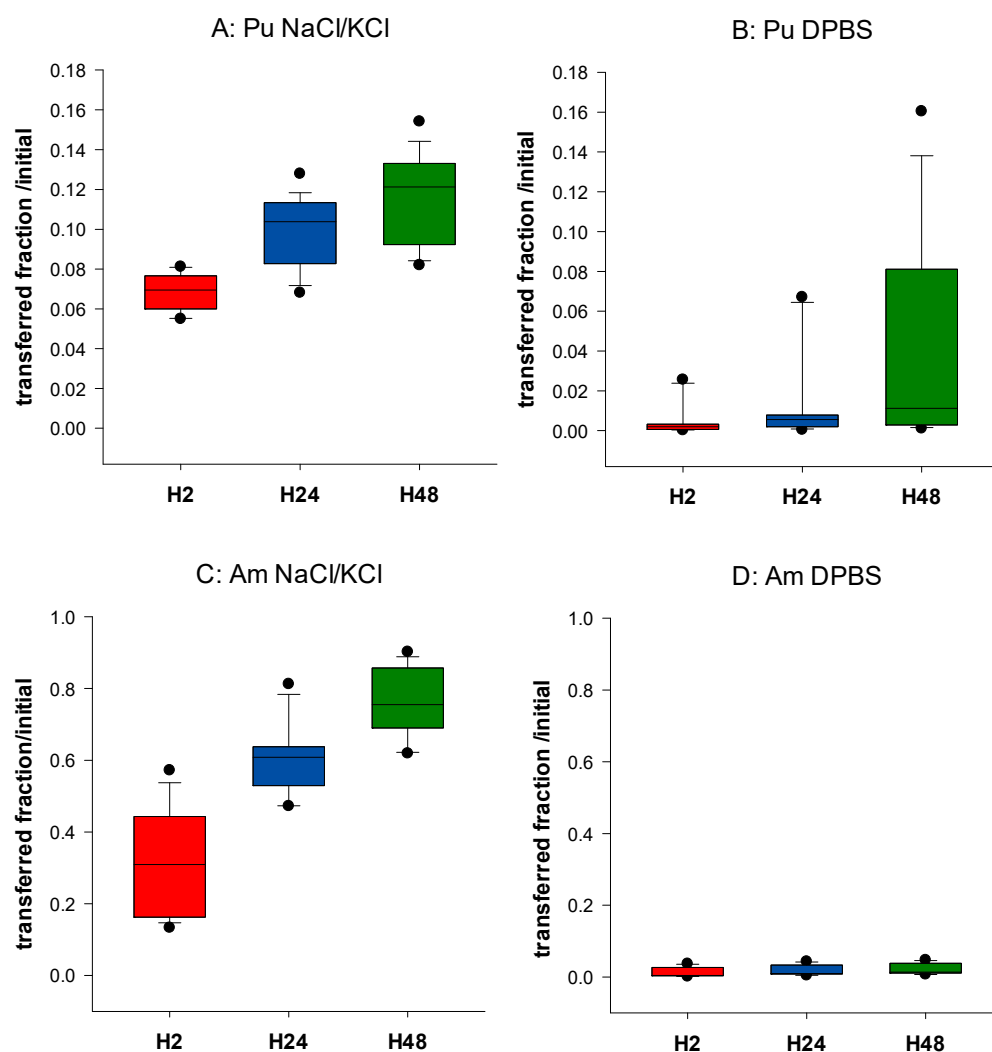 A: Pu NaCl/KCl
transferred fraction /initial
0.18
0.16
0.14
0.12
0.10
0.08
0.06
0.04
0.02
0.00
H2 H24 H48
B: Pu DPBS
transferred fraction /initial
0.18
0.16
0.14
0.12
0.10
0.08
0.06
0.04
0.02
0.00
H2 H24 H48
C: Am NaCl/KCl
transferred fraction/initial
1.0
0.8
0.6
0.4
0.2
0.0
H2 H24 H48
D: Am DPBS
transferred fraction /initial
1.0
0.8
0.6
0.4
0.2
0.0
H2 H24 H48